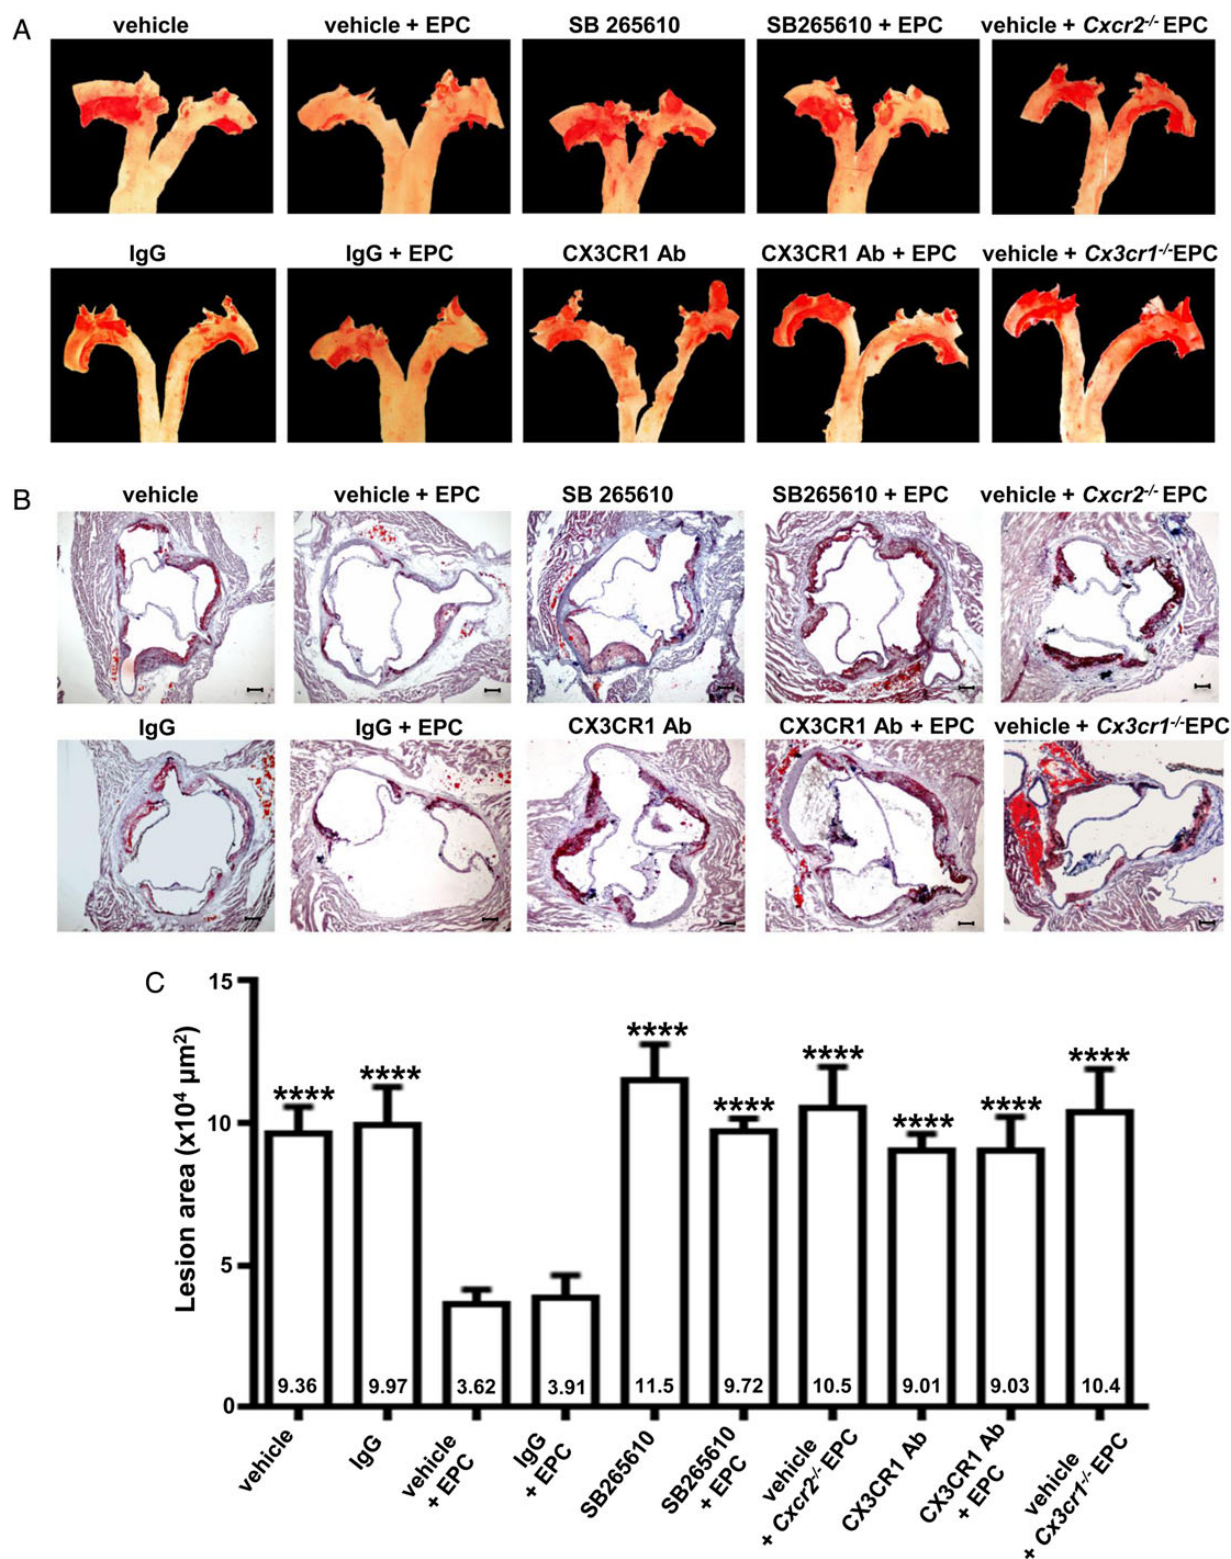 A
vehicle
vehicle + EPC
SB 265610
SB265610 + EPC
vehicle + Cxcr2-/- EPC
IgG
IgG + EPC
CX3CR1 Ab
CX3CR1 Ab + EPC
vehicle + Cx3cr1-/-EPC
B
vehicle
vehicle + EPC
SB 265610
SB265610 + EPC
vehicle + Cxcr2-/- EPC
IgG
IgG + EPC
CX3CR1 Ab
CX3CR1 Ab + EPC
vehicle + Cx3cr1-/-EPC
C
Lesion area (x10⁴ µm²)
15
10
5
0
****
****
****
****
****
****
****
****
9.36
9.97
3.62
3.91
11.5
9.72
10.5
9.01
9.03
10.4
vehicle
IgG
vehicle
+ EPC
IgG
+ EPC
SB265610
SB265610
+ EPC
vehicle
+ Cxcr2-/- EPC
CX3CR1 Ab
CX3CR1 Ab
+ EPC
vehicle
+ Cx3cr1-/- EPC